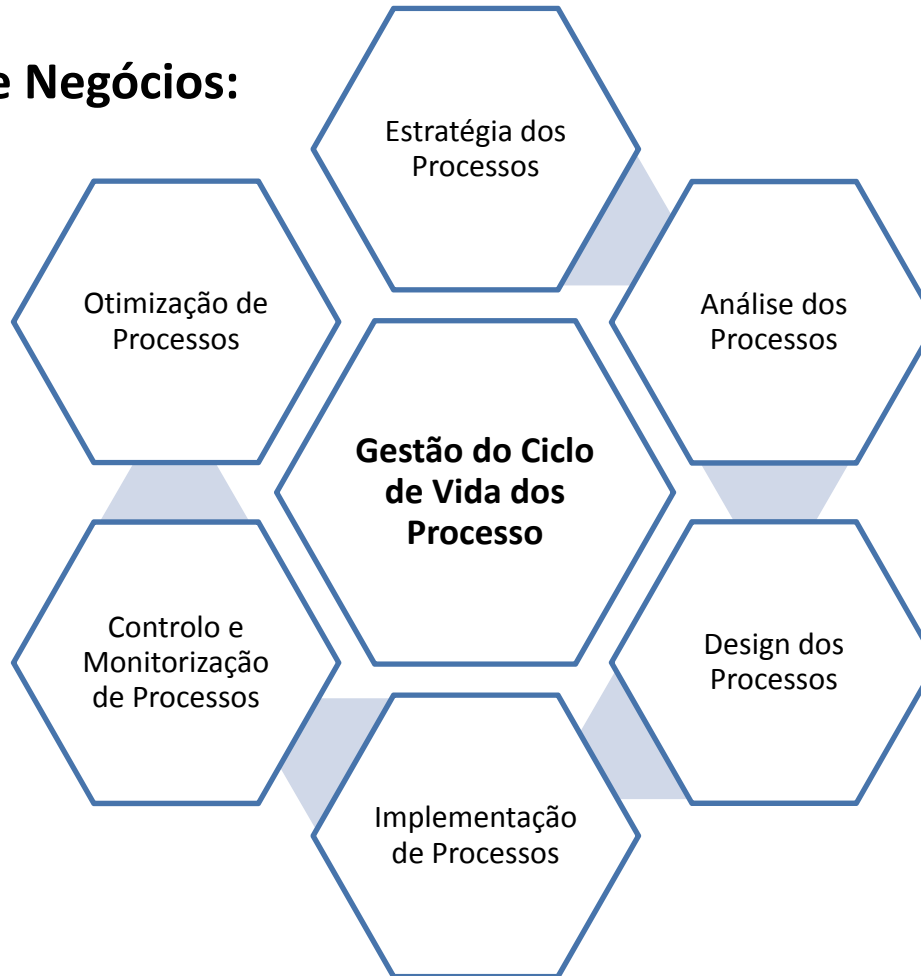 e Negócios:
Estratégia dos
Processos
Análise dos
Processos
Design dos
Processos
Implementação
de Processos
Controlo e
Monitorização
de Processos
Otimização de
Processos
Gestão do Ciclo
de Vida dos
Processo